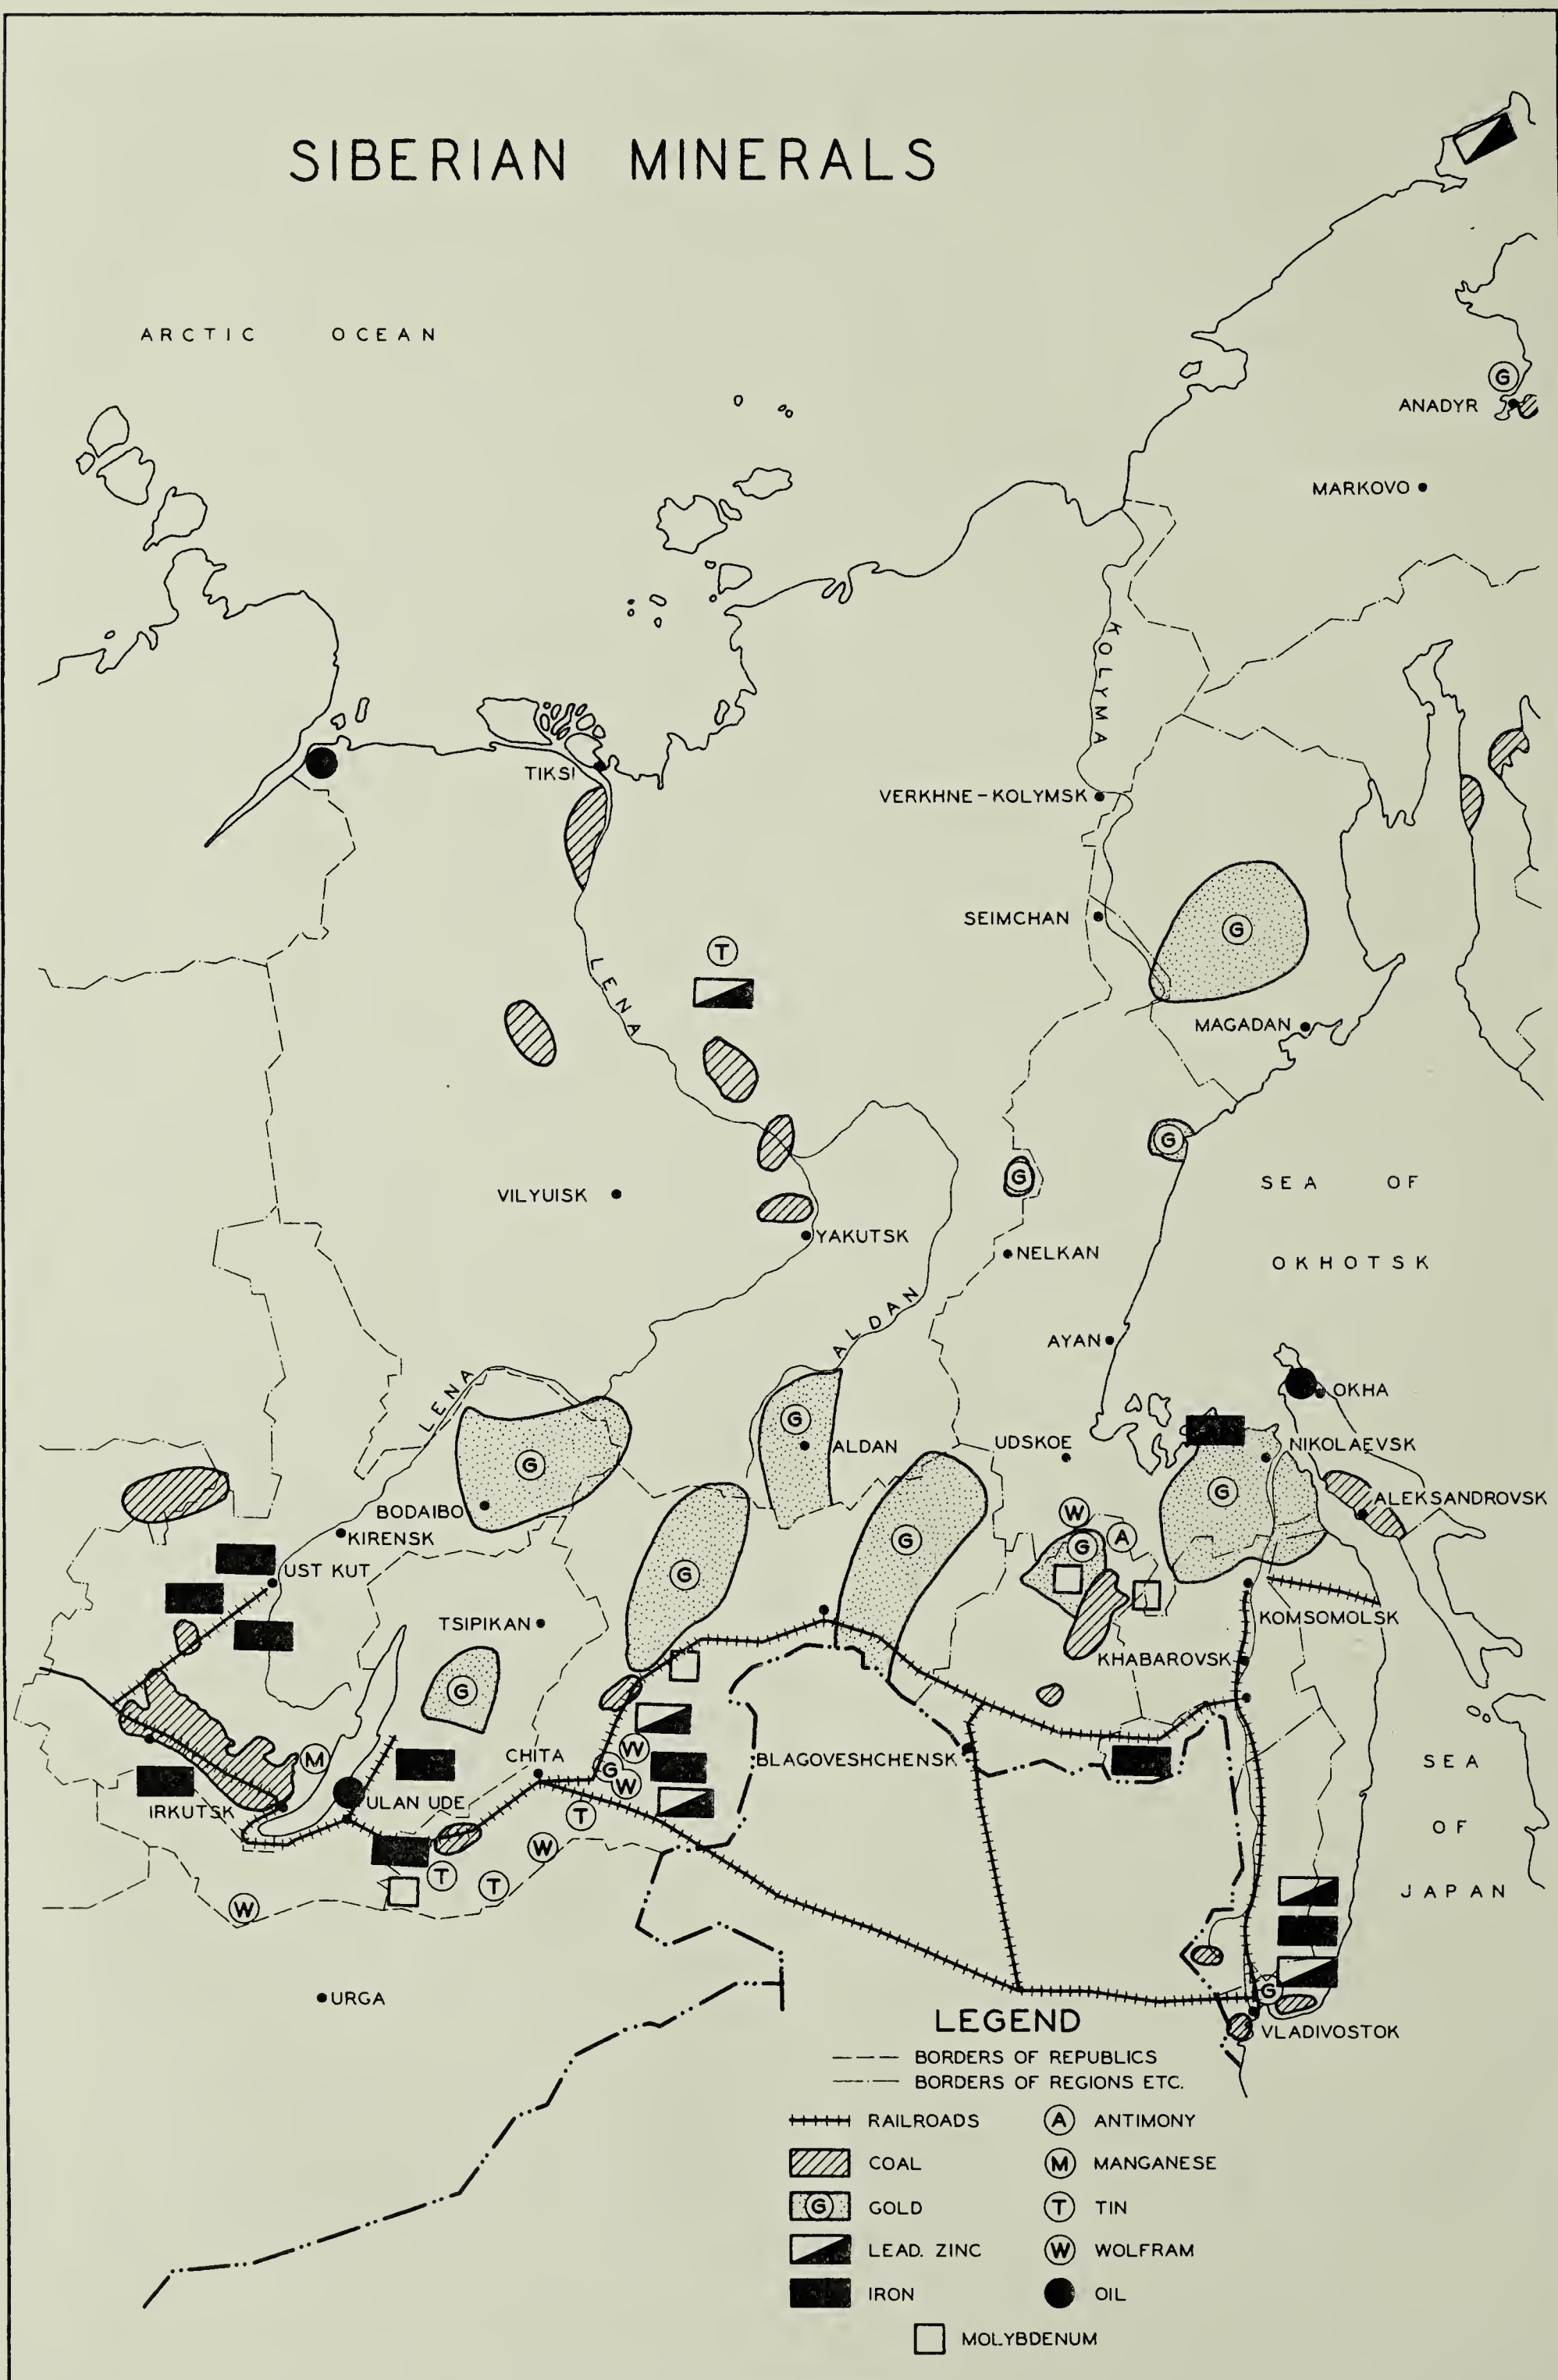 SIBERIAN MINERALS
ARCTIC OCEAN
G
ANADYR
MARKOVO
KOLYMA
TISKI
VERKHNE-KOLYMSK
SEIMCHAN
G
T
LENA
MAGADAN
G
G
SEA OF
VILYUISK
YAKUTSK
NELKAN
OKHOTSK
ALDAN
AYAN
LENA
OKHA
G
ALDAN
UDSKOE
NIKOLAEVSK
G
G
ALEKSANDROVSK
BODAIBO
W
KIRENSK
G
G
A
UST KUT
G
TSIPIKAN
KOMSOMOLSK
KHABAROVSK
G
M
W
CHITA
BLAGOVESHCHENSK
SEA
G
W
IRKUTSK
ULAN UDE
T
OF
W
T
T
JAPAN
W
G
URGA
LEGEND
VLADIVOSTOK
BORDERS OF REPUBLICS
BORDERS OF REGIONS ETC.
RAILROADS
A ANTIMONY
COAL
M MANGANESE
G GOLD
T TIN
LEAD. ZINC
W WOLFRAM
IRON
OIL
MOLYBDENUM